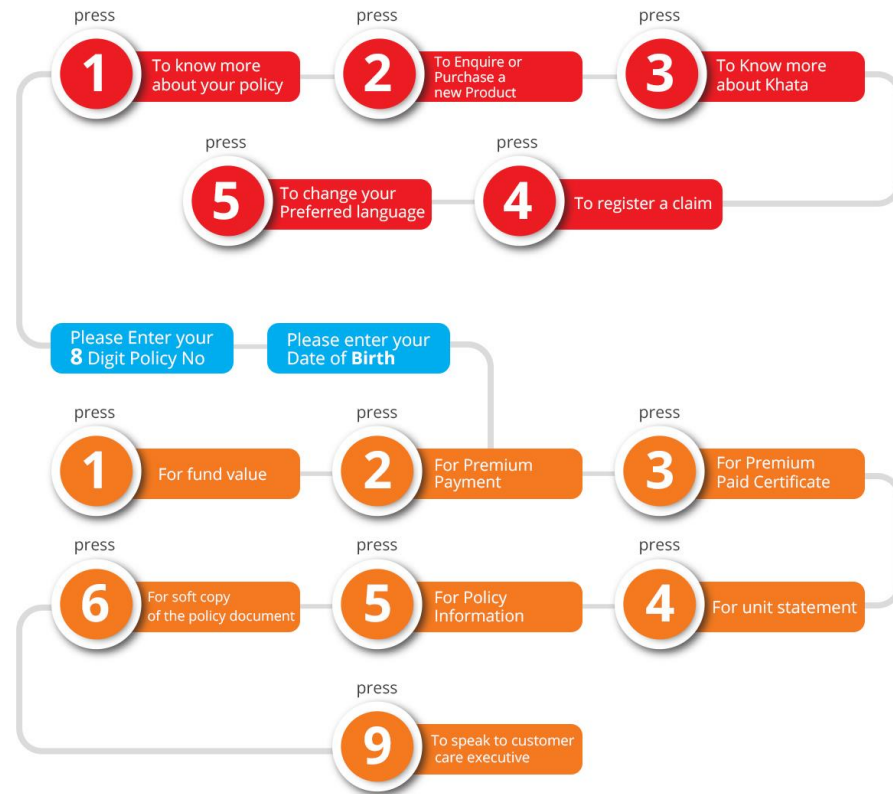 press
1
To know more
about your policy
press
2
To Enquire or
Purchase a
new Product
press
3
To Know more
about Khata
press
4
To register a claim
press
5
To change your
Preferred language
Please Enter your
8 Digit Policy No
Please enter your
Date of Birth
press
1
For fund value
press
2
For Premium
Payment
press
3
For Premium
Paid Certificate
press
4
For unit statement
press
5
For Policy
Information
press
6
For soft copy
of the policy document
press
9
To speak to customer
care executive